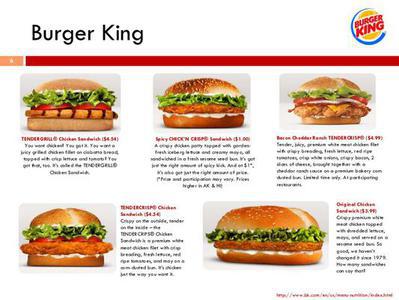 Burger King
BURGER
KING
6
TENDERGRILL® Chicken Sandwich ($4.54)
You want chicken? You got it. You want a
juicy grilled chicken fillet on ciabatta bread,
topped with crisp lettuce and tomato? You
got that, too. It's called the TENDERGRILL®
Chicken Sandwich.
Spicy CHICK'N CRISP® Sandwich ($1.00)
A crispy chicken patty topped with garden-
fresh iceberg lettuce and creamy mayo, all
sandwiched in a fresh sesame seed bun. It's got
just the right amount of spicy kick. And at $1*,
it's also got just the right amount of price.
(*Price and participation may vary. Prices
higher in AK & HI)
Bacon Cheddar Ranch TENDERCRISP® ($4.99)
Tender, juicy, premium white meat chicken filet
with crispy breading, fresh lettuce, red ripe
tomatoes, crisp white onions, crispy bacon, 2
slices of cheese, brought together with a
cheddar ranch sauce on a premium bakery corn
dusted bun. Limited time only. At participating
restaurants.
TENDERCRISP® Chicken
Sandwich ($4.54)
Crispy on the outside, tender
on the inside – the
TENDERCRIPS® Chicken
Sandwich is a premium white
meat chicken filet with crispy
breading, fresh lettuce, red
ripe tomatoes, and mayo on a
corn-dusted bun. It's chicken
just the way you want it.
Original Chicken
Sandwich ($3.99)
Crispy premium white
meat chicken topped
with shredded lettuce,
mayo, and served on a
sesame seed bun. So
good, we haven't
changed it since 1979.
How many sandwiches
can say that?
http://www.bk.com/en/us/menu-nutrition/index.html